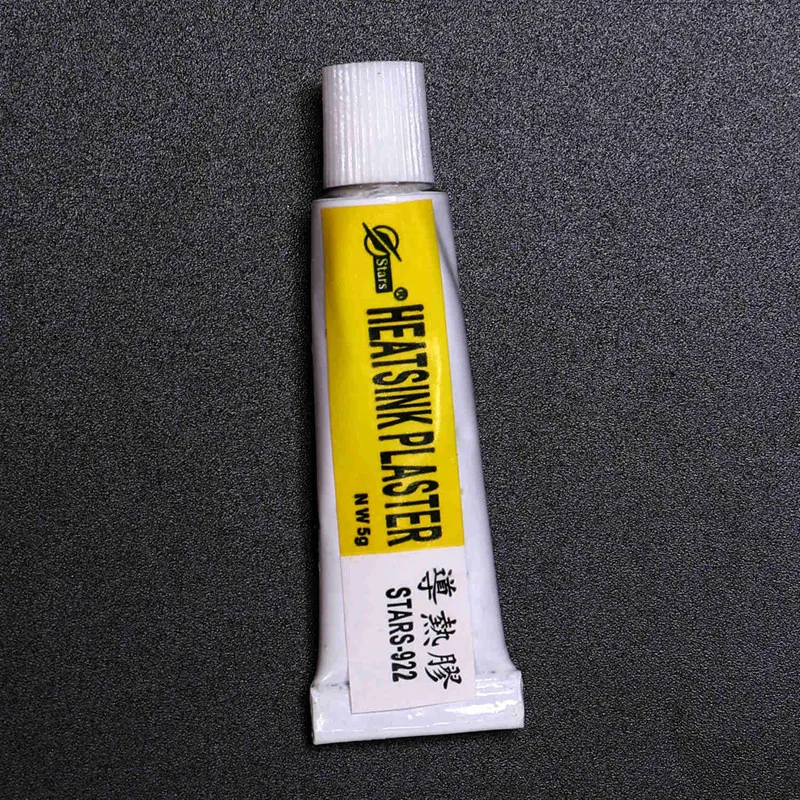 Stars®
HEATSINK PLASTER
NW 5g
導熱膠
STARS-922